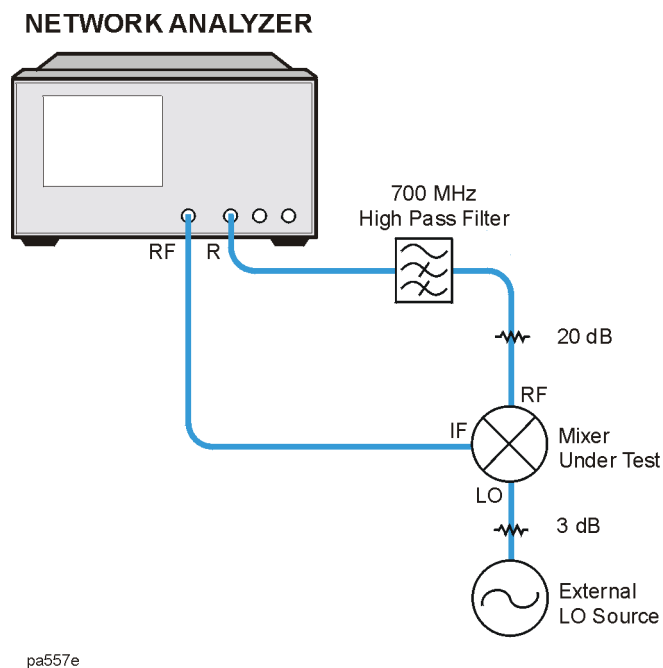 NETWORK ANALYZER
700 MHz
High Pass Filter
RF
R
20 dB
RF
IF
Mixer
Under Test
LO
3 dB
External
LO Source
pa557e